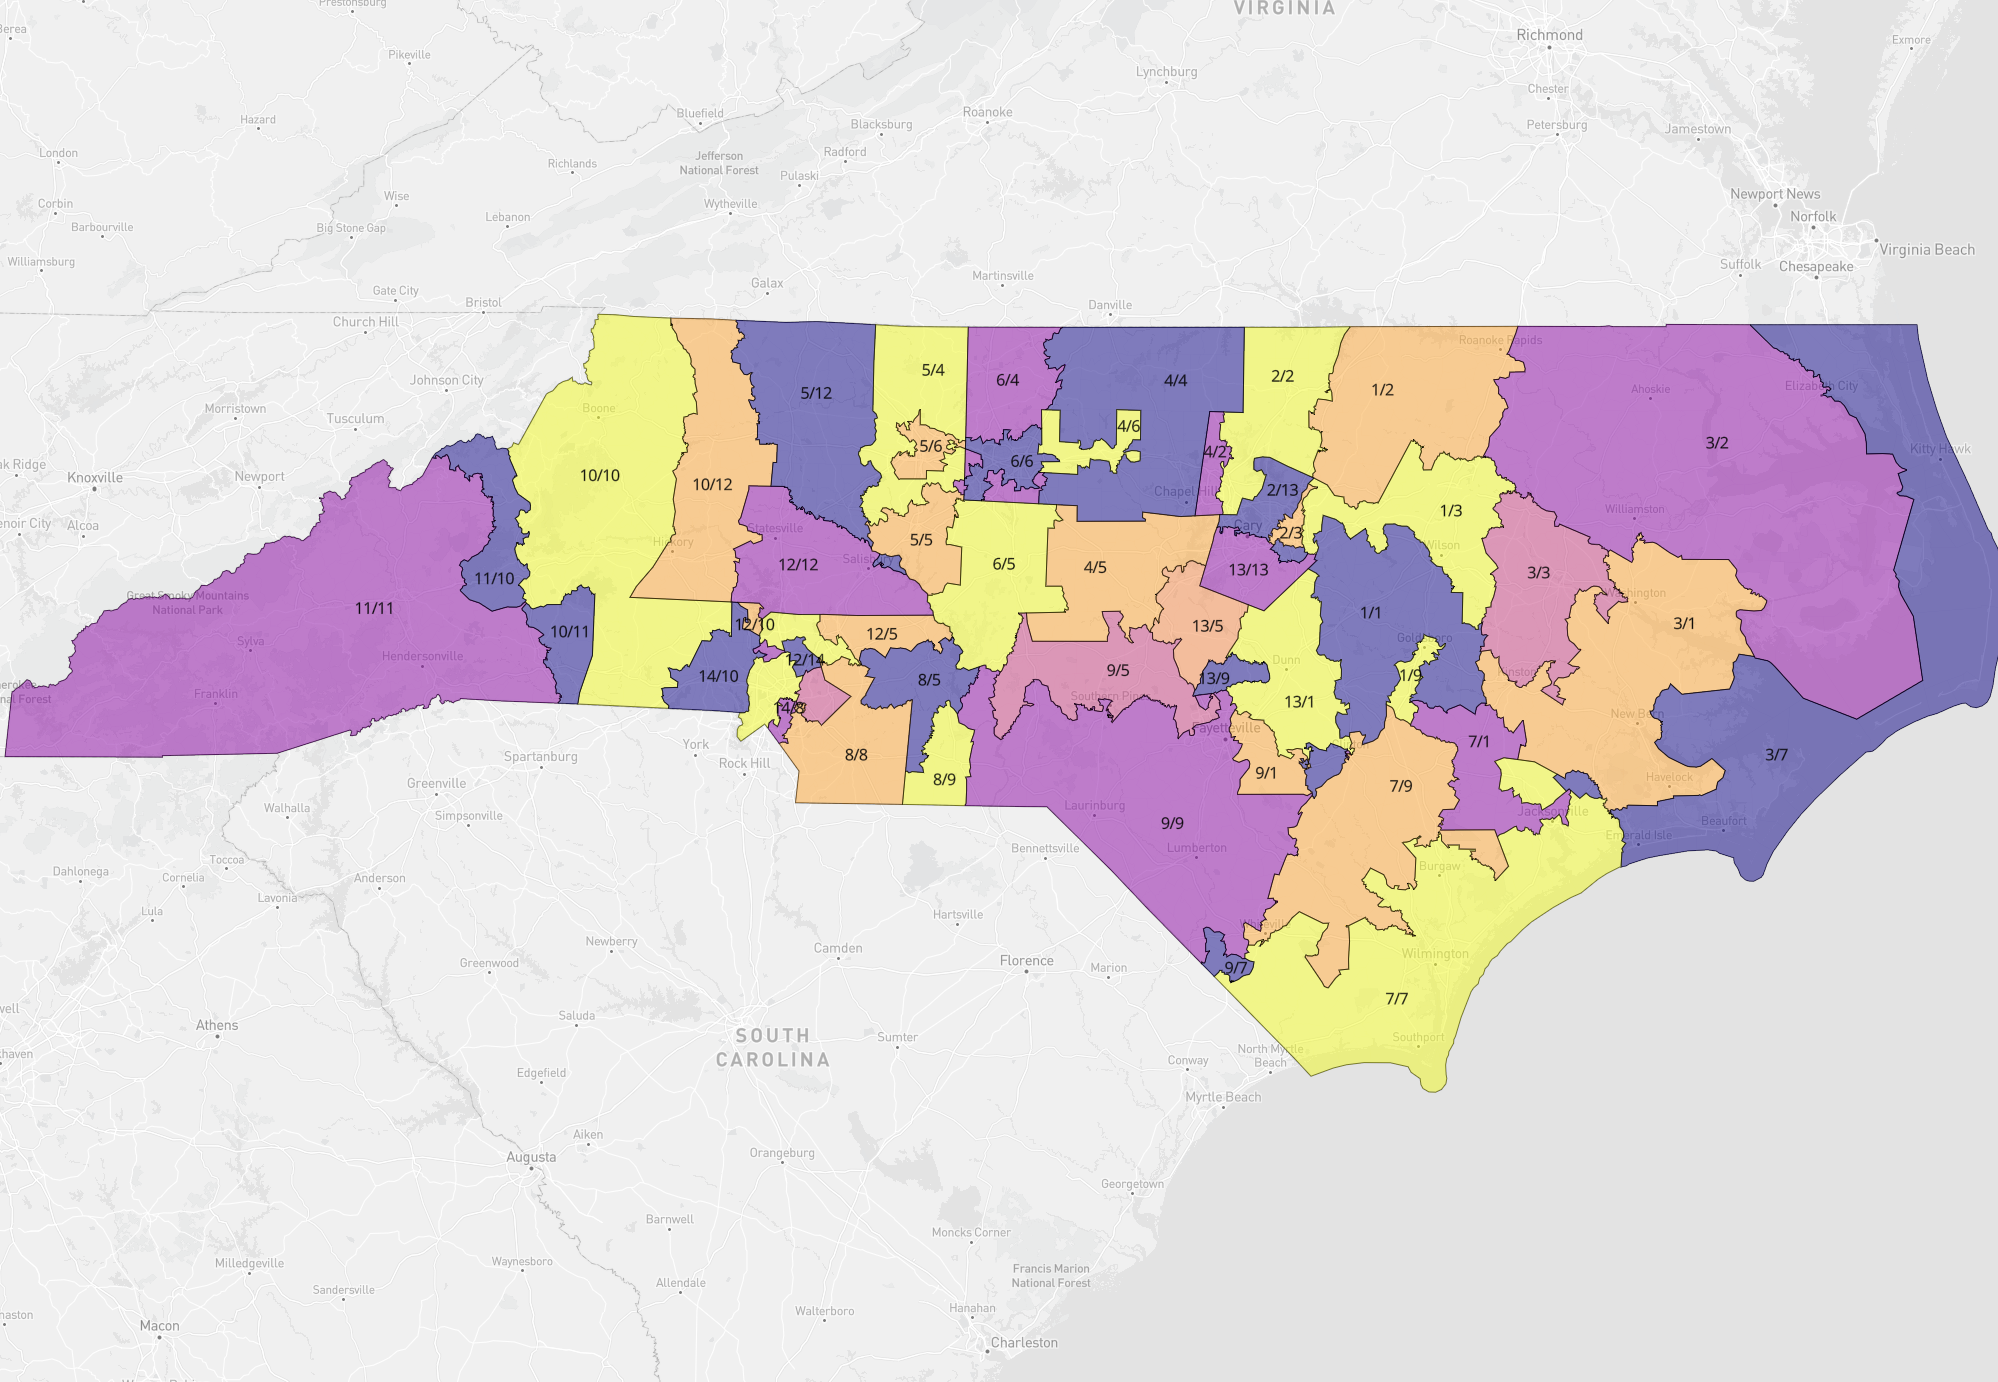 VIRGINIA
Prestonsburg
Berea
Richmond
Exmore
Pikeville
Lynchburg
Chester
Hazard
Bluefield
Roanoke
Blacksburg
Petersburg
Jamestown
London
Richlands
Jefferson
National Forest
Radford
Pulaski
Wise
Newport News
Corbin
Lebanon
Wytheville
Norfolk
Barbourville
Big Stone Gap
Virginia Beach
Williamsburg
Suffolk
Chesapeake
Martinsville
Gate City
Bristol
Galax
Danville
Church Hill
Roanoke Rapids
5/4
6/4
4/4
2/2
Johnson City
5/12
1/2
Ahoskie
Elizabeth City
Morristown
Boone
Tusculum
4/6
3/2
5/6
4/2
Kitty Hawk
ak Ridge
Knoxville
Newport
10/10
10/12
6/6
2/13
Chapel Hill
enoir City
Alcoa
Statesville
Cary
1/3
Williamston
Hickory
Salisb
5/5
2/3
Wilson
12/12
6/5
4/5
13/13
3/3
11/10
Great Smoky Mountains
National Park
11/11
Washington
1/1
10/11
12/10
12/5
13/5
3/1
Sylva
Hendersonville
Goldsboro
12/14
Dunn
14/10
8/5
9/5
13/9
1/9
Kinston
nal Forest
Franklin
Southern Pines
13/1
New Bern
Fayetteville
7/1
York
Rock Hill
8/8
3/7
Spartanburg
9/1
8/9
Havelock
Greenville
7/9
Walhalla
Simpsonville
Laurinburg
Jacksonville
9/9
Beaufort
Emerald Isle
Toccoa
Bennettsville
Lumberton
Dahlonega
Cornelia
Anderson
Burgaw
Lavonia
Lula
Hartsville
Whiteville
Newberry
Camden
Wilmington
Greenwood
Florence
Marion
9/7
7/7
Saluda
Athens
SOUTH
CAROLINA
Sumter
Southport
North Myrtle
Beach
Conway
Edgefield
Myrtle Beach
Aiken
Orangeburg
Augusta
Georgetown
Barnwell
Moncks Corner
Milledgeville
Waynesboro
Francis Marion
National Forest
Sandersville
Allendale
Walterboro
Hanahan
Macon
Charleston